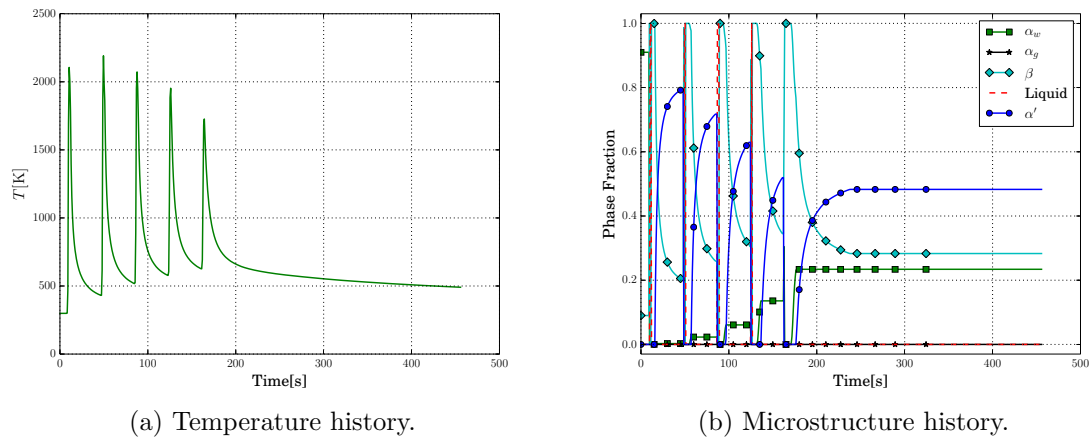 2500
2000
1500
1000
500
0
T[K]
0 100 200 300 400 500
Time[s]
(a) Temperature history.
1.0
0.8
0.6
0.4
0.2
0.0
Phase Fraction
0 100 200 300 400 500
Time[s]
α_w
α_g
β
Liquid
α′
(b) Microstructure history.